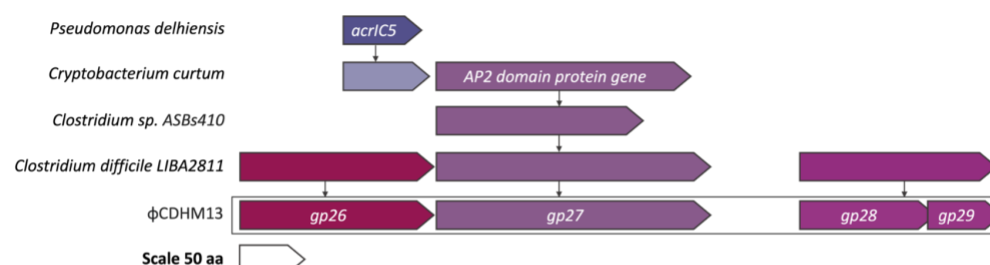 Pseudomonas delhiensis
acrIC5
Cryptobacterium curtum
AP2 domain protein gene
Clostridium sp. ASBs410
Clostridium difficile LIBA2811
ϕCDHM13
gp26
gp27
gp28
gp29
Scale 50 aa